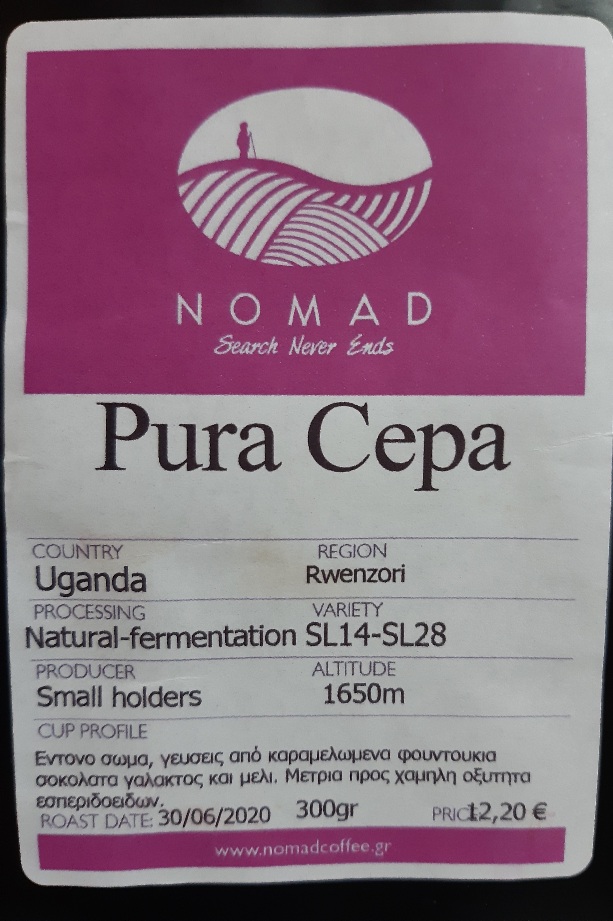 NOMAD
Search Never Ends
Pura Cepa
COUNTRY REGION
Uganda Rwenzori
PROCESSING VARIETY
Natural-fermentation SL14-SL28
PRODUCER ALTITUDE
Small holders 1650m
CUP PROFILE
Εντονο σωμα, γευσεις από καραμελωμενα φουντουκια
σοκολατα γαλακτος και μελι. Μετρια προς χαμηλη οξυτητα
εσπεριδοειδων.
ROAST DATE: 30/06/2020 300gr PRICE 12,20 €
www.nomadcoffee.gr